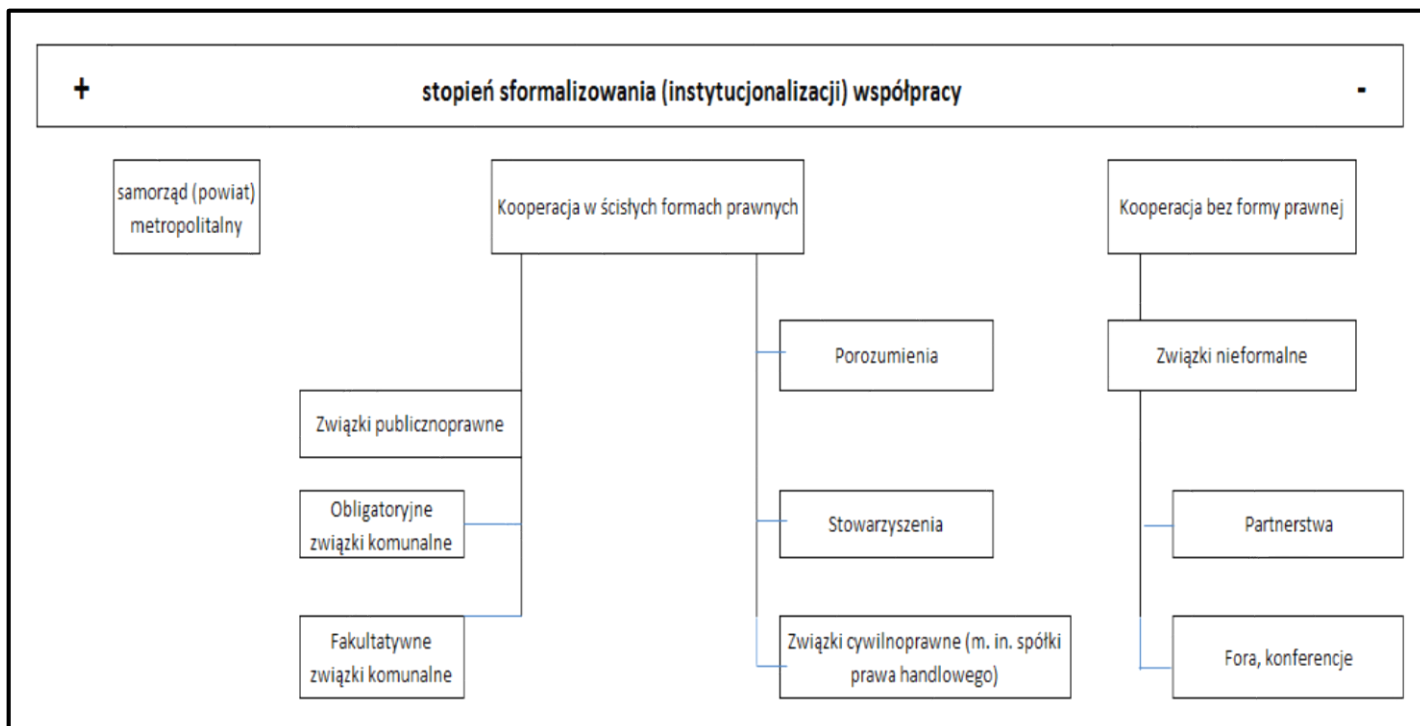 + stopień sformalizowania (instytucjonalizacji) współpracy -
samorząd (powiat)
metropolitalny
Kooperacja w ścisłych formach prawnych
Kooperacja bez formy prawnej
Porozumienia
Związki nieformalne
Związki publicznoprawne
Obligatoryjne
związki komunalne
Stowarzyszenia
Partnerstwa
Fakultatywne
związki komunalne
Związki cywilnoprawne (m. in. spółki
prawa handlowego)
Fora, konferencje